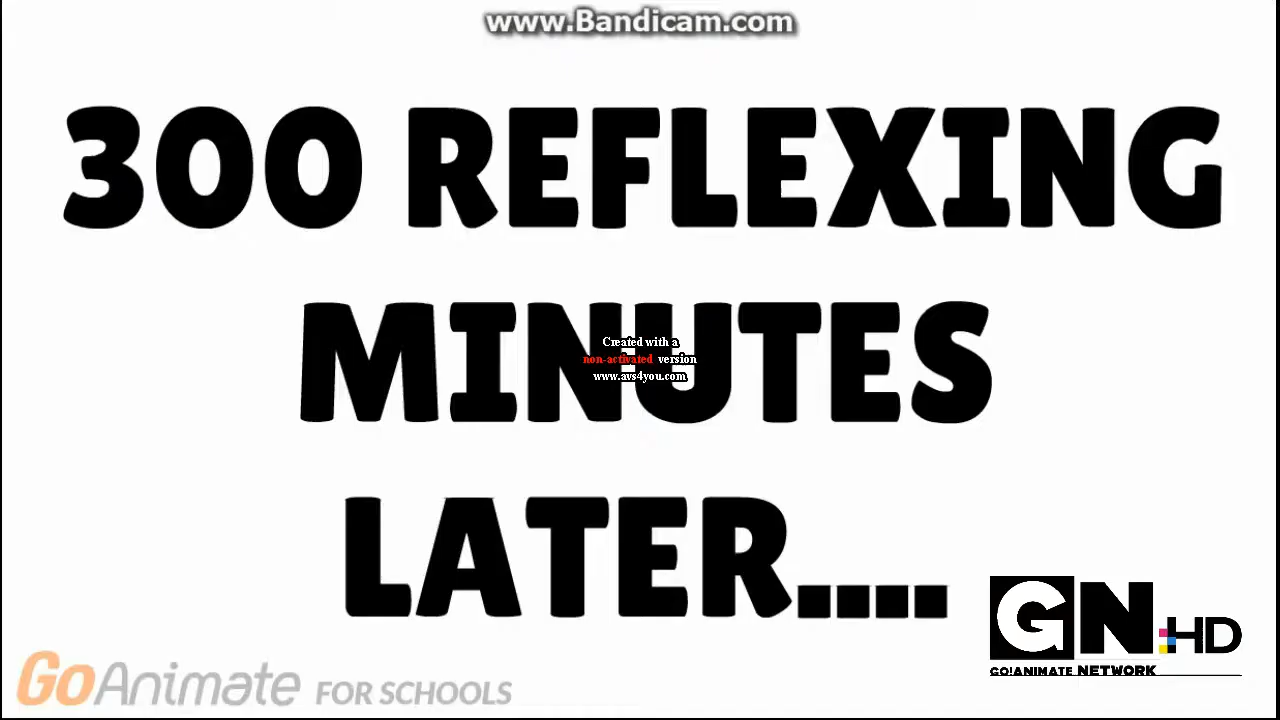 www.Bandicam.com
300 REFLEXING
MINUTES
Created with a
non-activated version
www.avs4you.com
LATER....
GN:HD
GO!ANIMATE NETWORK
GoAnimate FOR SCHOOLS